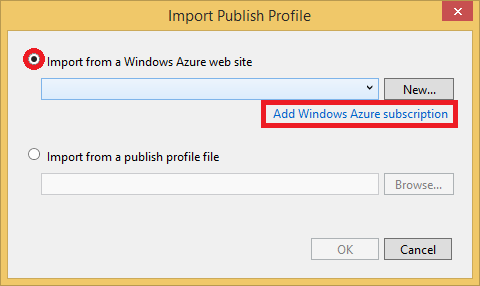 Import Publish Profile
Import from a Windows Azure web site
New...
Add Windows Azure subscription
Import from a publish profile file
Browse...
OK
Cancel